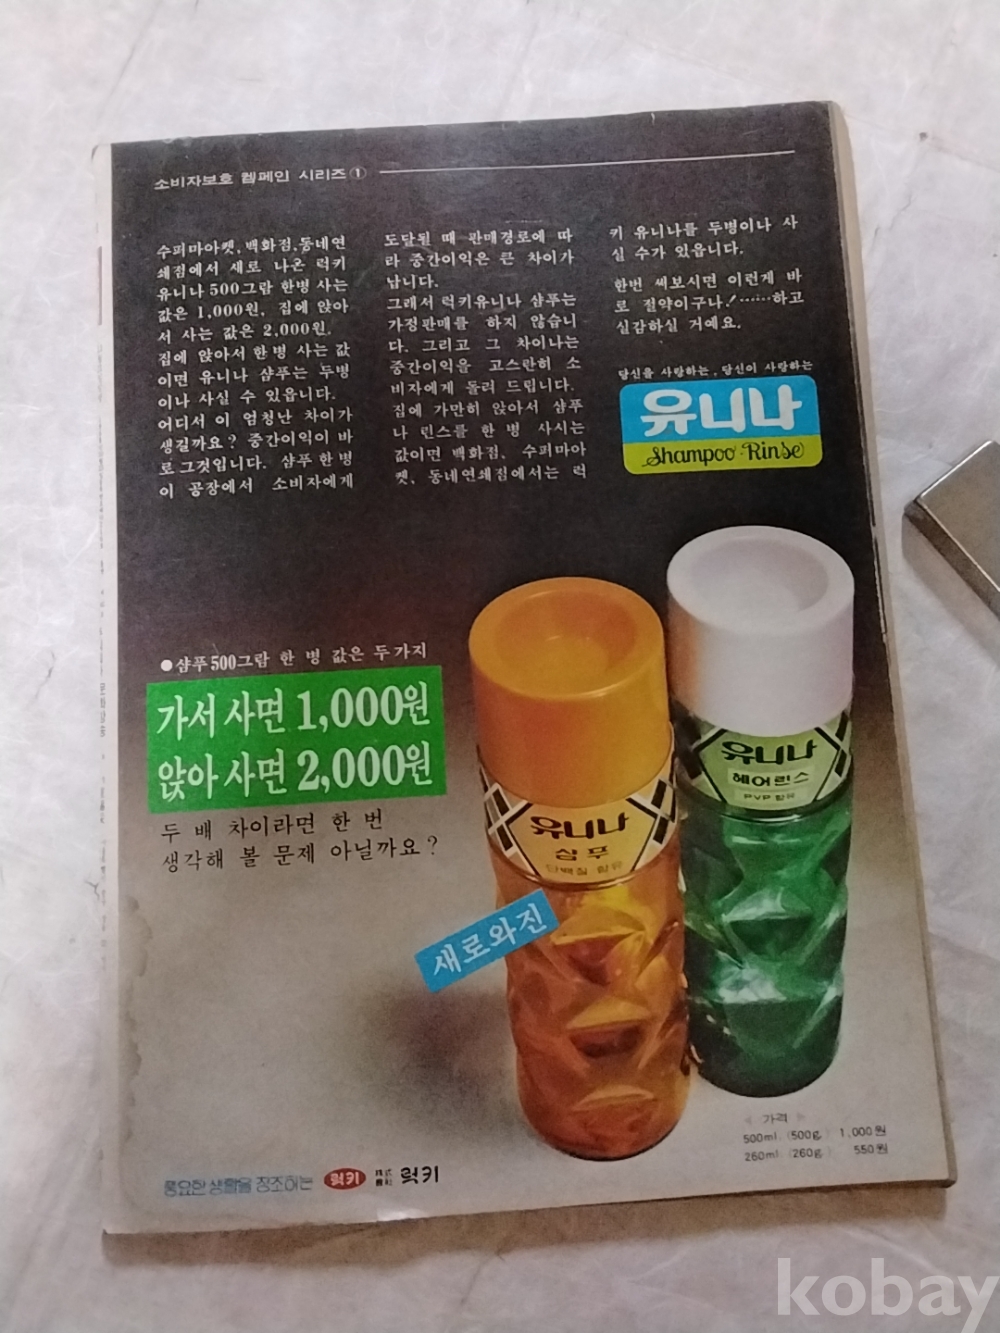 소비자보호 켐페인 시리즈 ①
수퍼마아켓, 백화점, 동네연
쇄점에서 새로 나온 럭키
유니나 500그람 한병 사는
값은 1,000원, 집에 앉아
서 사는 값은 2,000원.
집에 앉아서 한 병 사는 값
이면 유니나 샴푸는 두병
이나 사실 수 있읍니다.
어디서 이 엄청난 차이가
생길까요? 중간이익이 바
로 그것입니다. 샴푸 한 병
이 공장에서 소비자에게
도달될 때 판매경로에 따
라 중간이익은 큰 차이가
납니다.
그래서 럭키유니나 샴푸는
가정판매를 하지 않습니
다. 그리고 그 차이나는
중간이익을 고스란히 소
비자에게 돌려 드립니다.
집에 가만히 앉아서 샴푸
나 린스를 한 병 사시는
값이면 백화점, 수퍼마아
켓, 동네연쇄점에서는 럭
키 유니나를 두병이나 사
실 수가 있읍니다.
한번 써보시면 이런게 바
로 절약이구나! ……하고
실감하실 거예요.
당신을 사랑하는, 당신이 사랑하는
유니나
Shampoo·Rinse
●샴푸500그람 한 병 값은 두가지
가서 사면 1,000원
앉아 사면 2,000원
두 배 차이라면 한 번
생각해 볼 문제 아닐까요?
유니나
헤어린스
PVP 함유
유니나
샴푸
단백질 함유
새로와진
가격
500ml. (500g.) 1,000원
260ml. (260g.) 550원
풍요한 생활을 창조하는 럭키 株式會社 럭키
kobay